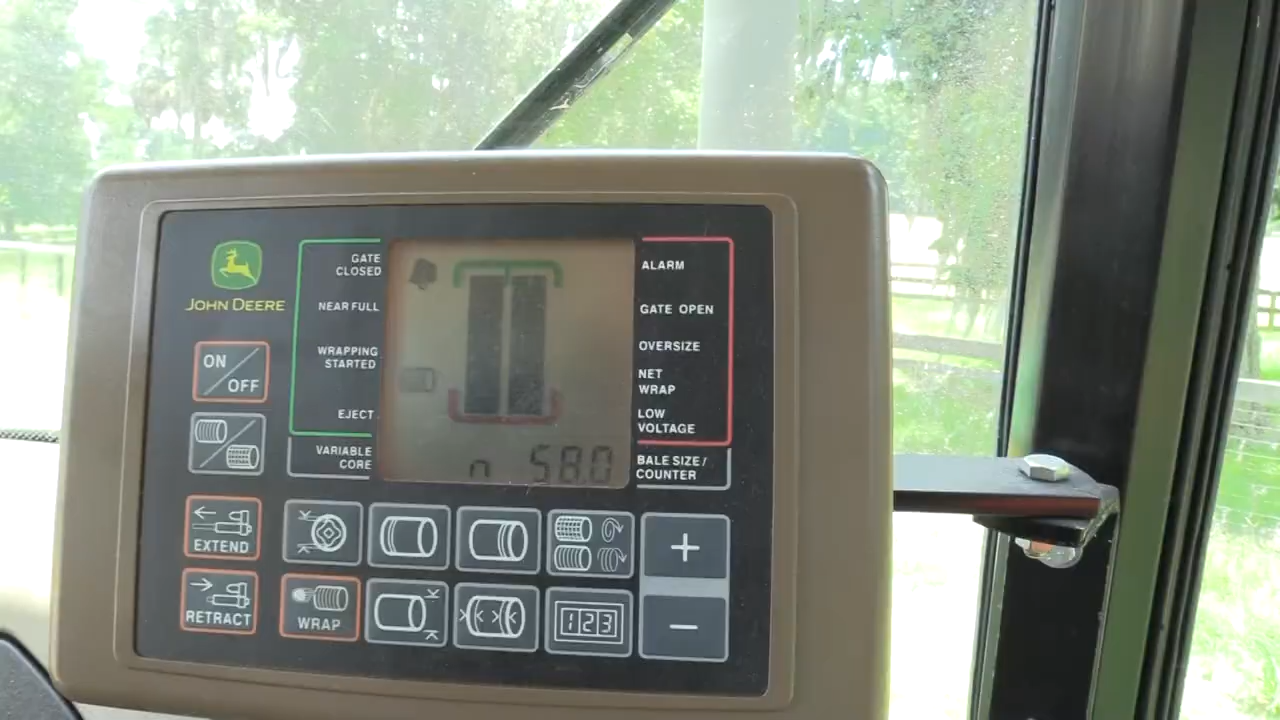 JOHN DEERE
ON
OFF
EXTEND
RETRACT
GATE
CLOSED
NEAR FULL
WRAPPING
STARTED
EJECT
VARIABLE
CORE
n 58.0
ALARM
GATE OPEN
OVERSIZE
NET
WRAP
LOW
VOLTAGE
BALE SIZE /
COUNTER
WRAP
123
+
−